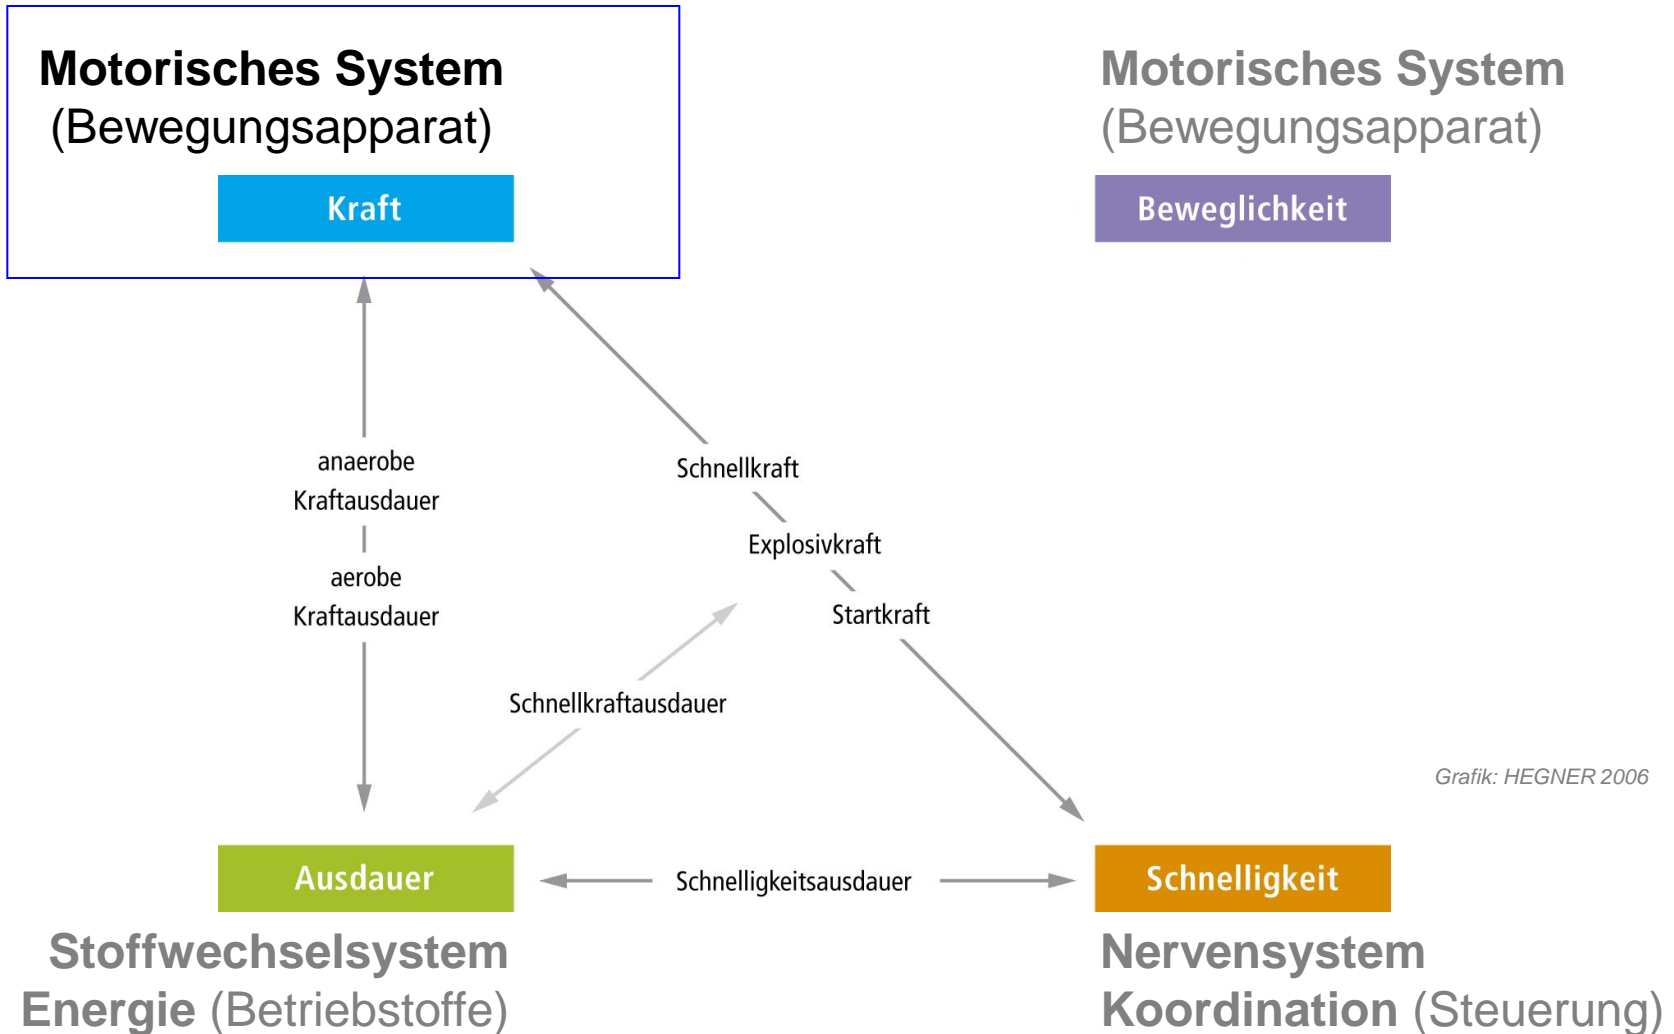 Motorisches System
(Bewegungsapparat)
Kraft
Motorisches System
(Bewegungsapparat)
Beweglichkeit
anaerobe
Kraftausdauer
aerobe
Kraftausdauer
Schnellkraft
Explosivkraft
Startkraft
Schnellkraftausdauer
Grafik: HEGNER 2006
Ausdauer
Schnelligkeitsausdauer
Schnelligkeit
Stoffwechselsystem
Energie (Betriebstoffe)
Nervensystem
Koordination (Steuerung)